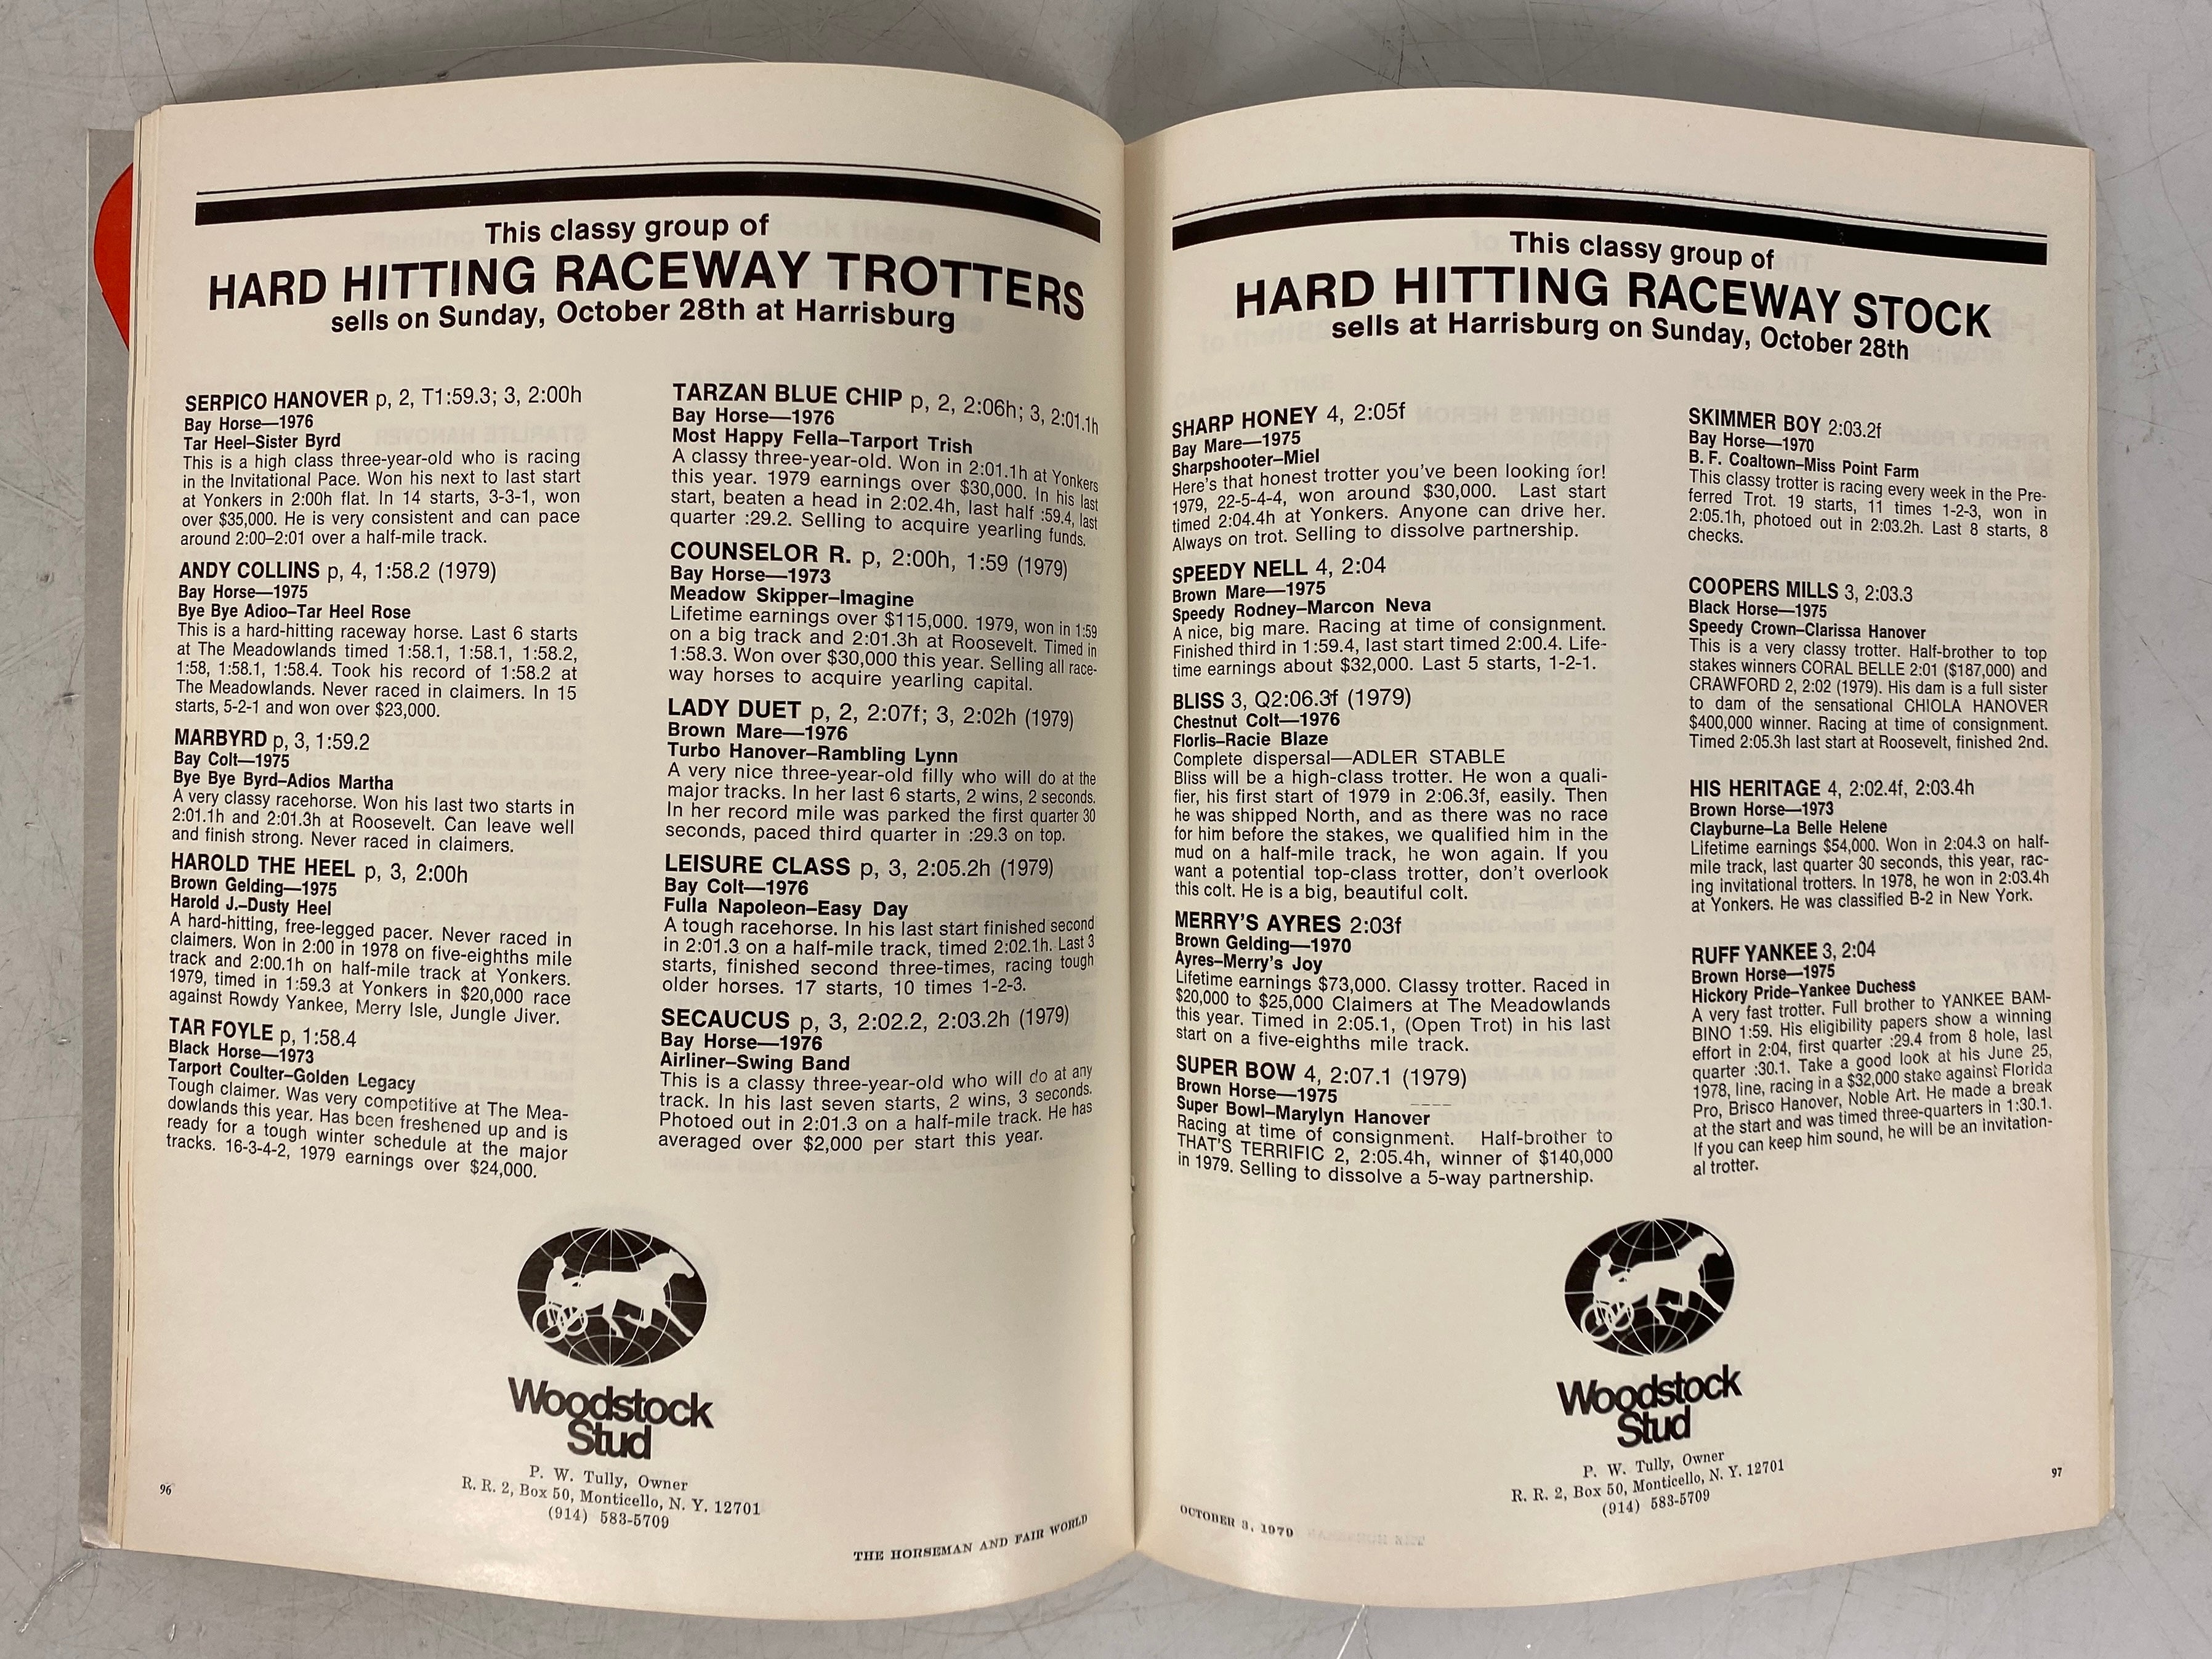 This classy group of
HARD HITTING RACEWAY TROTTERS
sells on Sunday, October 28th at Harrisburg
SERPICO HANOVER p, 2, T1:59.3; 3, 2:00h
Bay Horse—1976
Tar Heel–Sister Byrd
This is a high class three-year-old who is racing
in the Invitational Pace. Won his next to last start
at Yonkers in 2:00h flat. In 14 starts, 3-3-1, won
over $35,000. He is very consistent and can pace
around 2:00–2:01 over a half-mile track.
ANDY COLLINS p, 4, 1:58.2 (1979)
Bay Horse—1975
Bye Bye Adioo–Tar Heel Rose
This is a hard-hitting raceway horse. Last 6 starts
at The Meadowlands timed 1:58.1, 1:58.1, 1:58.2,
1:58, 1:58.1, 1:58.4. Took his record of 1:58.2 at
The Meadowlands. Never raced in claimers. In 15
starts, 5-2-1 and won over $23,000.
MARBYRD p, 3, 1:59.2
Bay Colt—1975
Bye Bye Byrd–Adios Martha
A very classy racehorse. Won his last two starts in
2:01.1h and 2:01.3h at Roosevelt. Can leave well
and finish strong. Never raced in claimers.
HAROLD THE HEEL p, 3, 2:00h
Brown Gelding—1975
Harold J.–Dusty Heel
A hard-hitting, free-legged pacer. Never raced in
claimers. Won in 2:00 in 1978 on five-eighths mile
track and 2:00.1h on half-mile track at Yonkers.
1979, timed in 1:59.3 at Yonkers in $20,000 race
against Rowdy Yankee, Merry Isle, Jungle Jiver.
TAR FOYLE p, 1:58.4
Black Horse—1973
Tarport Coulter–Golden Legacy
Tough claimer. Was very competitive at The Mea-
dowlands this year. Has been freshened up and is
ready for a tough winter schedule at the major
tracks. 16-3-4-2, 1979 earnings over $24,000.
TARZAN BLUE CHIP p, 2, 2:06h; 3, 2:01.1h
Bay Horse—1976
Most Happy Fella–Tarport Trish
A classy three-year-old. Won in 2:01.1h at Yonkers
this year. 1979 earnings over $30,000. In his last
start, beaten a head in 2:02.4h, last half :59.4, last
quarter :29.2. Selling to acquire yearling funds.
COUNSELOR R. p, 2:00h, 1:59 (1979)
Bay Horse—1973
Meadow Skipper–Imagine
Lifetime earnings over $115,000. 1979, won in 1:59
on a big track and 2:01.3h at Roosevelt. Timed in
1:58.3. Won over $30,000 this year. Selling all race-
way horses to acquire yearling capital.
LADY DUET p, 2, 2:07f; 3, 2:02h (1979)
Brown Mare—1976
Turbo Hanover–Rambling Lynn
A very nice three-year-old filly who will do at the
major tracks. In her last 6 starts, 2 wins, 2 seconds.
In her record mile was parked the first quarter 30
seconds, paced third quarter in :29.3 on top.
LEISURE CLASS p, 3, 2:05.2h (1979)
Bay Colt—1976
Fulla Napoleon–Easy Day
A tough racehorse. In his last start finished second
in 2:01.3 on a half-mile track, timed 2:02.1h. Last 3
starts, finished second three-times, racing tough
older horses. 17 starts, 10 times 1-2-3.
SECAUCUS p, 3, 2:02.2, 2:03.2h (1979)
Bay Horse—1976
Airliner–Swing Band
This is a classy three-year-old who will do at any
track. In his last seven starts, 2 wins, 3 seconds.
Photoed out in 2:01.3 on a half-mile track. He has
averaged over $2,000 per start this year.
Woodstock
Stud
P. W. Tully, Owner
R. R. 2, Box 50, Monticello, N. Y. 12701
(914) 583-5709
96
THE HORSEMAN AND FAIR WORLD
This classy group of
HARD HITTING RACEWAY STOCK
sells at Harrisburg on Sunday, October 28th
SHARP HONEY 4, 2:05f
Bay Mare—1975
Sharpshooter–Miel
Here's that honest trotter you've been looking for!
1979, 22-5-4-4, won around $30,000. Last start
timed 2:04.4h at Yonkers. Anyone can drive her.
Always on trot. Selling to dissolve partnership.
SPEEDY NELL 4, 2:04
Brown Mare—1975
Speedy Rodney–Marcon Neva
A nice, big mare. Racing at time of consignment.
Finished third in 1:59.4, last start timed 2:00.4. Life-
time earnings about $32,000. Last 5 starts, 1-2-1.
BLISS 3, Q2:06.3f (1979)
Chestnut Colt—1976
Florlis–Racie Blaze
Complete dispersal—ADLER STABLE
Bliss will be a high-class trotter. He won a quali-
fier, his first start of 1979 in 2:06.3f, easily. Then
he was shipped North, and as there was no race
for him before the stakes, we qualified him in the
mud on a half-mile track, he won again. If you
want a potential top-class trotter, don't overlook
this colt. He is a big, beautiful colt.
MERRY'S AYRES 2:03f
Brown Gelding—1970
Ayres–Merry's Joy
Lifetime earnings $73,000. Classy trotter. Raced in
$20,000 to $25,000 Claimers at The Meadowlands
this year. Timed in 2:05.1, (Open Trot) in his last
start on a five-eighths mile track.
SUPER BOW 4, 2:07.1 (1979)
Brown Horse—1975
Super Bowl–Marylyn Hanover
Racing at time of consignment. Half-brother to
THAT'S TERRIFIC 2, 2:05.4h, winner of $140,000
in 1979. Selling to dissolve a 5-way partnership.
SKIMMER BOY 2:03.2f
Bay Horse—1970
B. F. Coaltown–Miss Point Farm
This classy trotter is racing every week in the Pre-
ferred Trot. 19 starts, 11 times 1-2-3, won in
2:05.1h, photoed out in 2:03.2h. Last 8 starts, 8
checks.
COOPERS MILLS 3, 2:03.3
Black Horse—1975
Speedy Crown–Clarissa Hanover
This is a very classy trotter. Half-brother to top
stakes winners CORAL BELLE 2:01 ($187,000) and
CRAWFORD 2, 2:02 (1979). His dam is a full sister
to dam of the sensational CHIOLA HANOVER
$400,000 winner. Racing at time of consignment.
Timed 2:05.3h last start at Roosevelt, finished 2nd.
HIS HERITAGE 4, 2:02.4f, 2:03.4h
Brown Horse—1973
Clayburne–La Belle Helene
Lifetime earnings $54,000. Won in 2:04.3 on half-
mile track, last quarter 30 seconds, this year, rac-
ing invitational trotters. In 1978, he won in 2:03.4h
at Yonkers. He was classified B-2 in New York.
RUFF YANKEE 3, 2:04
Brown Horse—1975
Hickory Pride–Yankee Duchess
A very fast trotter. Full brother to YANKEE BAM-
BINO 1:59. His eligibility papers show a winning
effort in 2:04, first quarter :29.4 from 8 hole, last
quarter :30.1. Take a good look at his June 25,
1978, line, racing in a $32,000 stake against Florida
Pro, Brisco Hanover, Noble Art. He made a break
at the start and was timed three-quarters in 1:30.1.
If you can keep him sound, he will be an invitation-
al trotter.
Woodstock
Stud
P. W. Tully, Owner
R. R. 2, Box 50, Monticello, N. Y. 12701
(914) 583-5709
97
OCTOBER 3, 1979